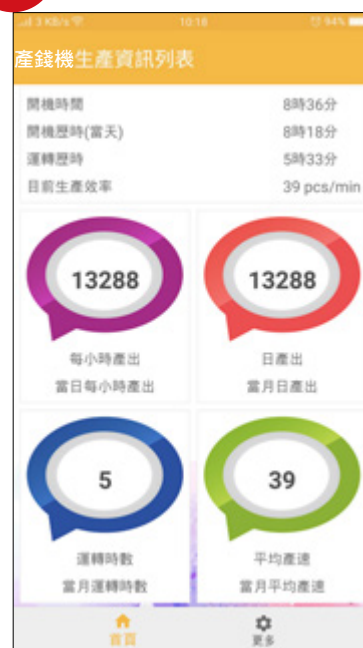 3 KB/s 10:18 94%
產錢機生產資訊列表
開機時間 8時36分
開機歷時(當天) 8時18分
運轉歷時 5時33分
目前生產效率 39 pcs/min
13288 13288
每小時產出 日產出
當日每小時產出 當月日產出
5 39
運轉時數 平均產速
當月運轉時數 當月平均產速
首頁 更多